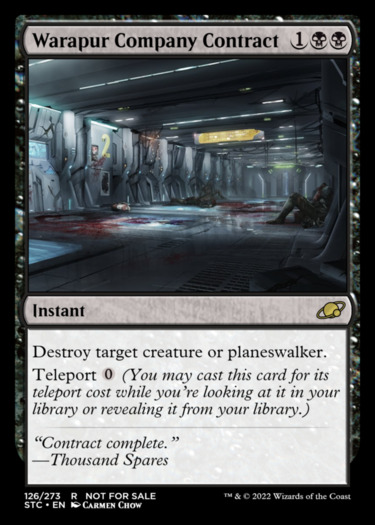 Warapur Company Contract 1
2
Instant
Destroy target creature or planeswalker.
Teleport 0 (You may cast this card for its
teleport cost while you're looking at it in your
library or revealing it from your library.)
“Contract complete.”
—Thousand Spares
126/273 R NOT FOR SALE
STC • EN CARMEN CHOW
™ & © 2022 Wizards of the Coast